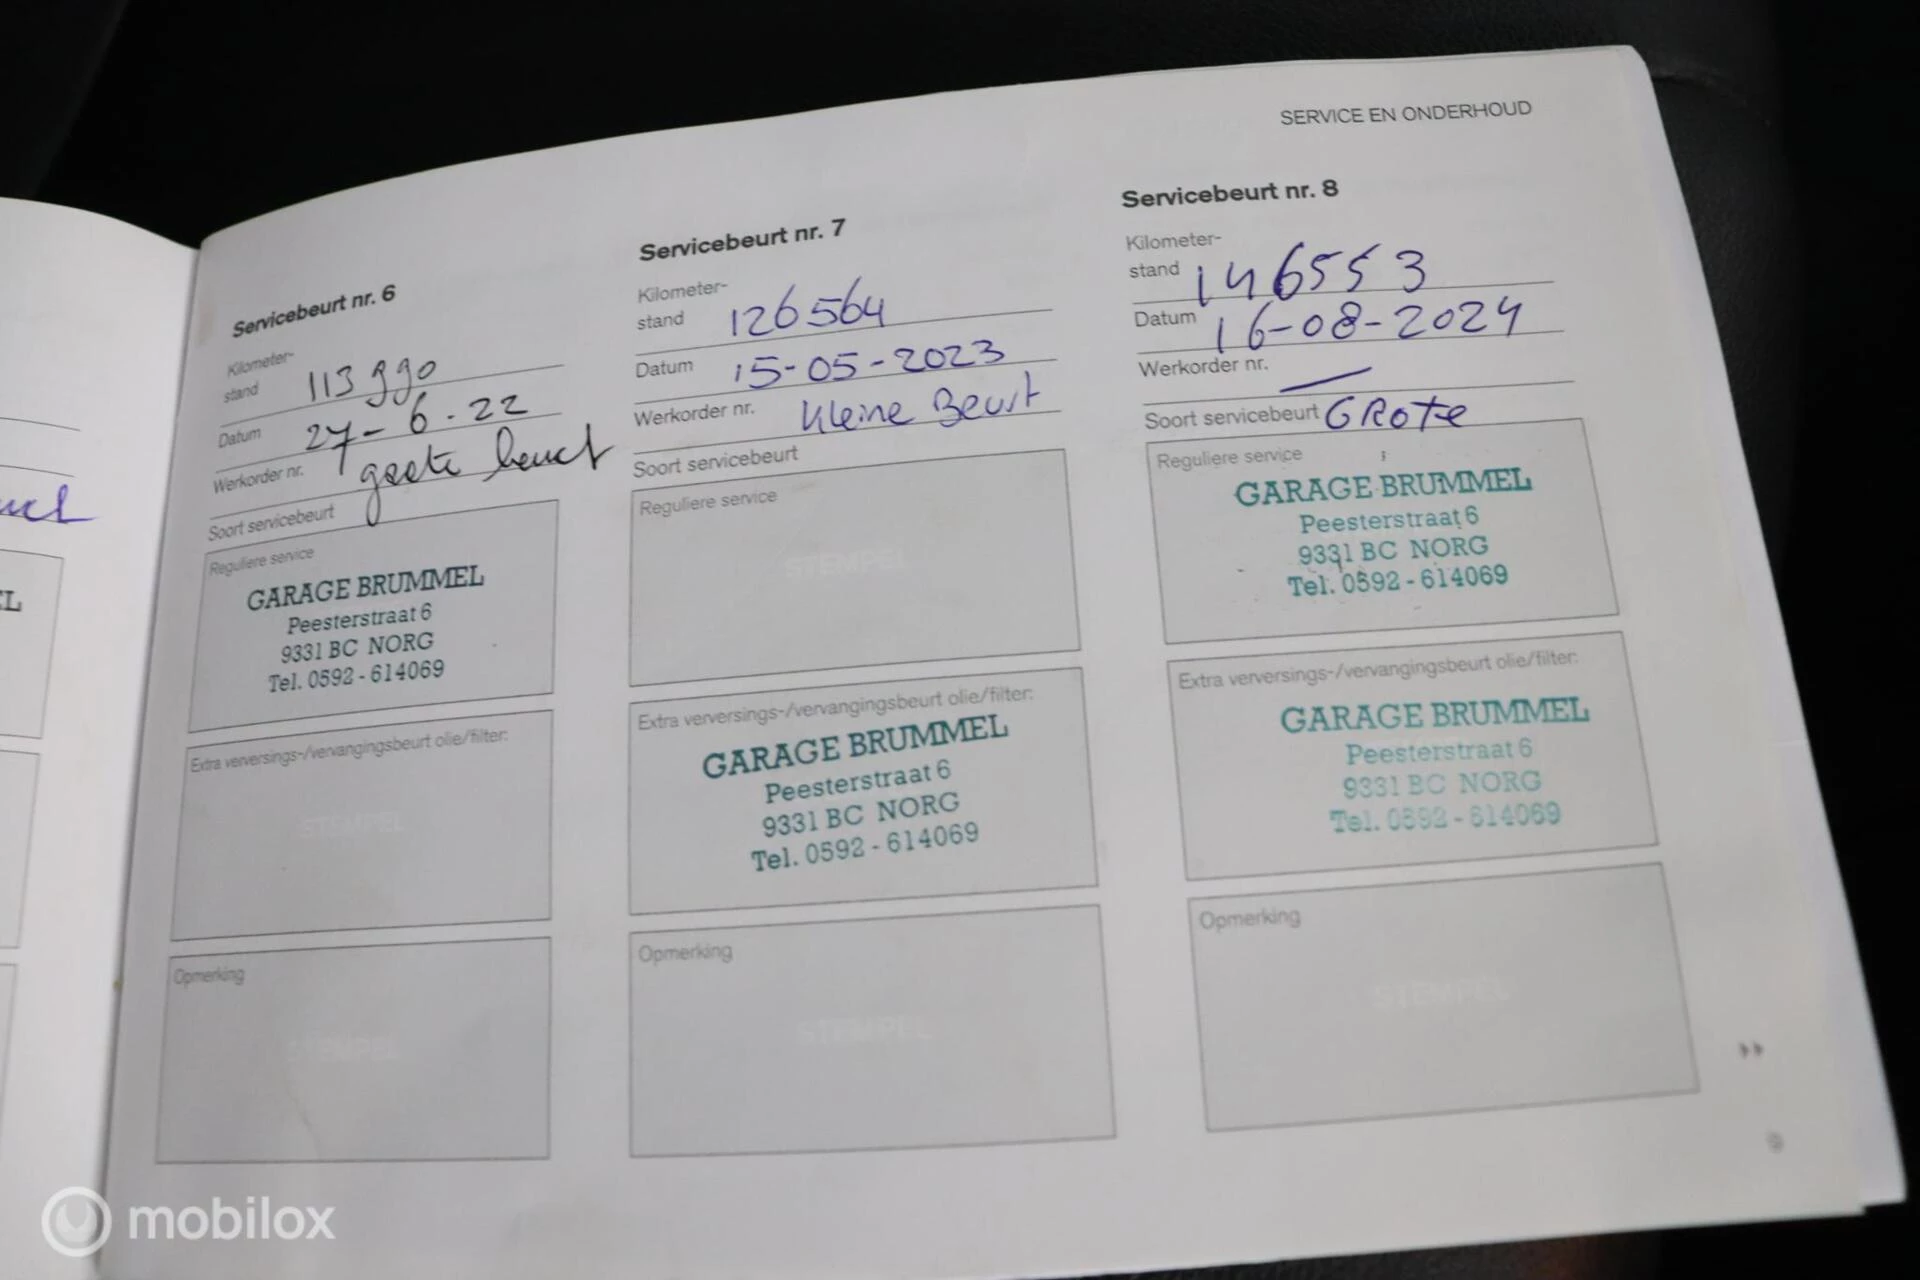 SERVICE EN ONDERHOUD
Servicebeurt nr. 6
Kilometer-
stand 113990
Datum 27-6-22
Werkorder nr. grote beurt
Soort servicebeurt
Reguliere service
GARAGE BRUMMEL
Peesterstraat 6
9331 BC NORG
Tel. 0592 - 614069
Extra verversings-/vervangingsbeurt olie/filter:
STEMPEL
Opmerking
STEMPEL
Servicebeurt nr. 7
Kilometer-
stand 126564
Datum 15-05-2023
Werkorder nr. Kleine Beurt
Soort servicebeurt
Reguliere service
STEMPEL
Extra verversings-/vervangingsbeurt olie/filter:
GARAGE BRUMMEL
Peesterstraat 6
9331 BC NORG
Tel. 0592 - 614069
Opmerking
STEMPEL
Servicebeurt nr. 8
Kilometer-
stand 146553
Datum 16-08-2024
Werkorder nr. —
Soort servicebeurt GROTE
Reguliere service
GARAGE BRUMMEL
Peesterstraat 6
9331 BC NORG
Tel. 0592 - 614069
Extra verversings-/vervangingsbeurt olie/filter:
GARAGE BRUMMEL
Peesterstraat 6
9331 BC NORG
Tel. 0592 - 614069
Opmerking
STEMPEL
9
mobilox